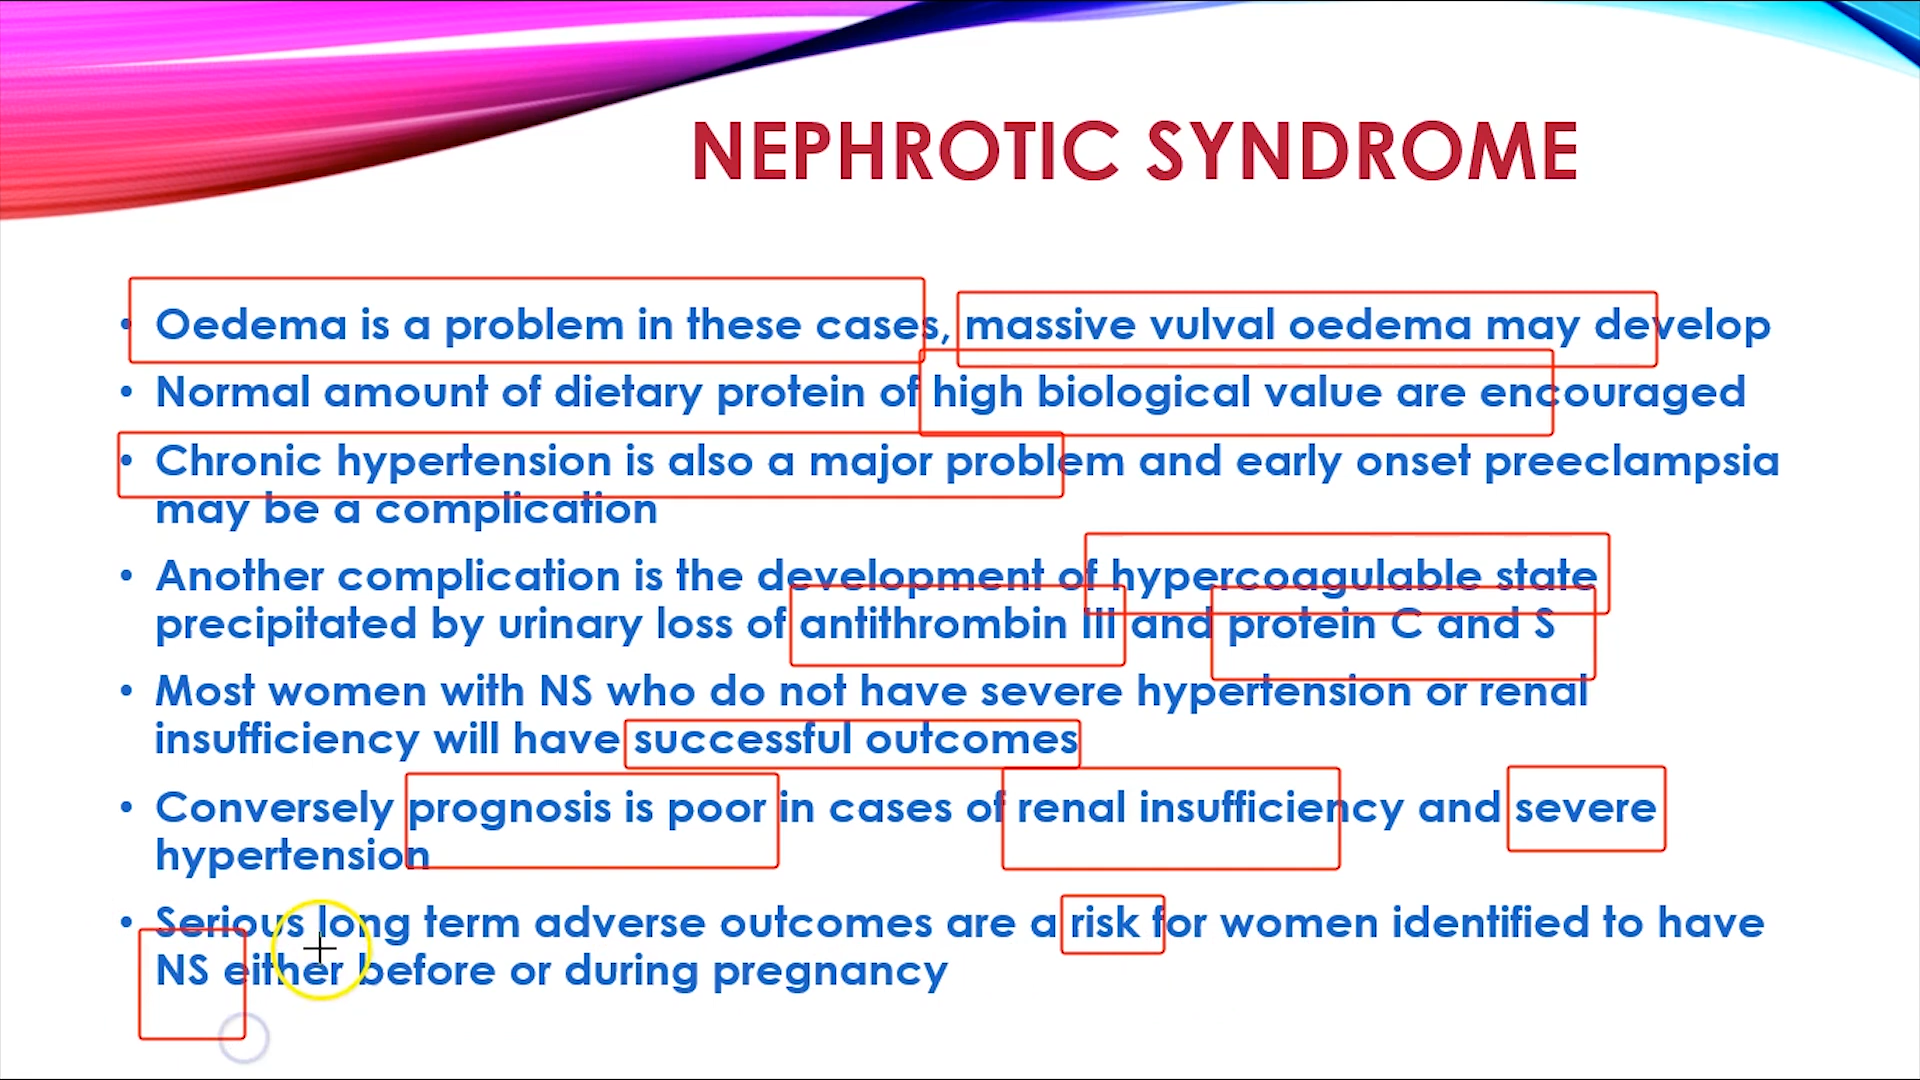 NEPHROTIC SYNDROME
• Oedema is a problem in these cases, massive vulval oedema may develop
• Normal amount of dietary protein of high biological value are encouraged
• Chronic hypertension is also a major problem and early onset preeclampsia
may be a complication
• Another complication is the development of hypercoagulable state
precipitated by urinary loss of antithrombin III and protein C and S
• Most women with NS who do not have severe hypertension or renal
insufficiency will have successful outcomes
• Conversely prognosis is poor in cases of renal insufficiency and severe
hypertension
• Serious long term adverse outcomes are a risk for women identified to have
NS either before or during pregnancy